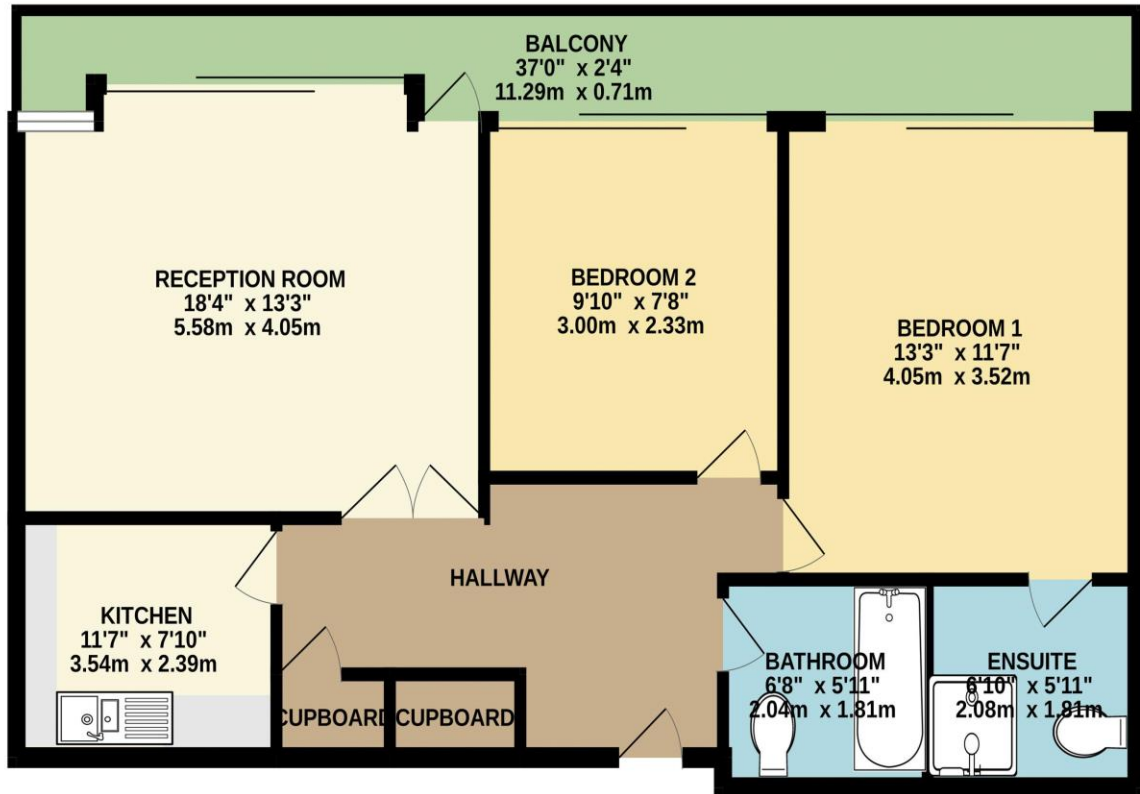 BALCONY
37'0" x 2'4"
11.29m x 0.71m
RECEPTION ROOM
18'4" x 13'3"
5.58m x 4.05m
BEDROOM 2
9'10" x 7'8"
3.00m x 2.33m
BEDROOM 1
13'3" x 11'7"
4.05m x 3.52m
HALLWAY
KITCHEN
11'7" x 7'10"
3.54m x 2.39m
CUPBOARD
CUPBOARD
BATHROOM
6'8" x 5'11"
2.04m x 1.81m
ENSUITE
6'10" x 5'11"
2.08m x 1.81m